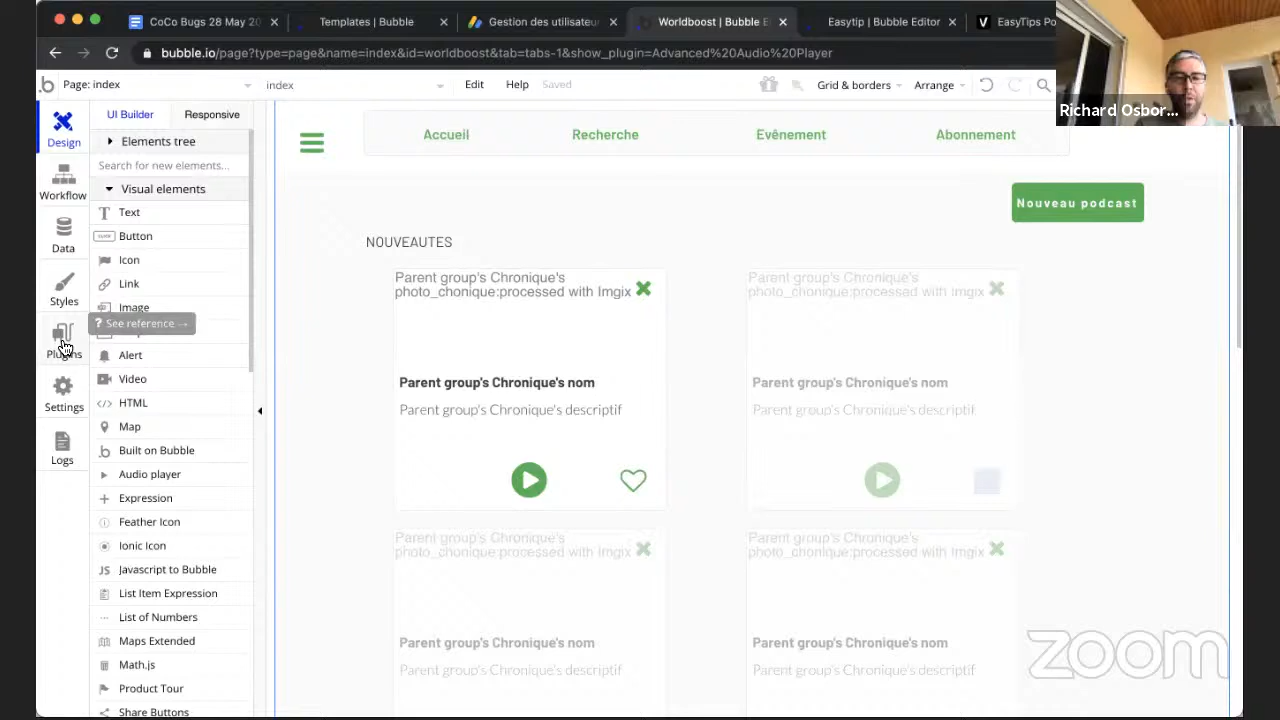 CoCo Bugs 28 May 20
Templates | Bubble
Gestion des utilisateu
Worldboost | Bubble E
Easytip | Bubble Editor
EasyTips Po
bubble.io/page?type=page&name=index&id=worldboost&tab=tabs-1&show_plugin=Advanced%20Audio%20Player
Richard Osbor...
Page: index
index
Edit
Help
Saved
Grid & borders
Arrange
UI Builder
Responsive
Design
Workflow
Data
Styles
Plugins
Settings
Logs
Elements tree
Search for new elements...
Visual elements
Text
Button
Icon
Link
Image
? See reference →
Alert
Video
HTML
Map
Built on Bubble
Audio player
Expression
Feather Icon
Ionic Icon
Javascript to Bubble
List Item Expression
List of Numbers
Maps Extended
Math.js
Product Tour
Share Buttons
Accueil
Recherche
Evênement
Abonnement
Nouveau podcast
NOUVEAUTES
Parent group's Chronique's
photo_chonique:processed with Imgix
Parent group's Chronique's nom
Parent group's Chronique's descriptif
Parent group's Chronique's
photo_chonique:processed with Imgix
Parent group's Chronique's nom
Parent group's Chronique's descriptif
Parent group's Chronique's
photo_chonique:processed with Imgix
Parent group's Chronique's nom
Parent group's Chronique's descriptif
Parent group's Chronique's
photo_chonique:processed with Imgix
Parent group's Chronique's nom
Parent group's Chronique's descriptif
zoom